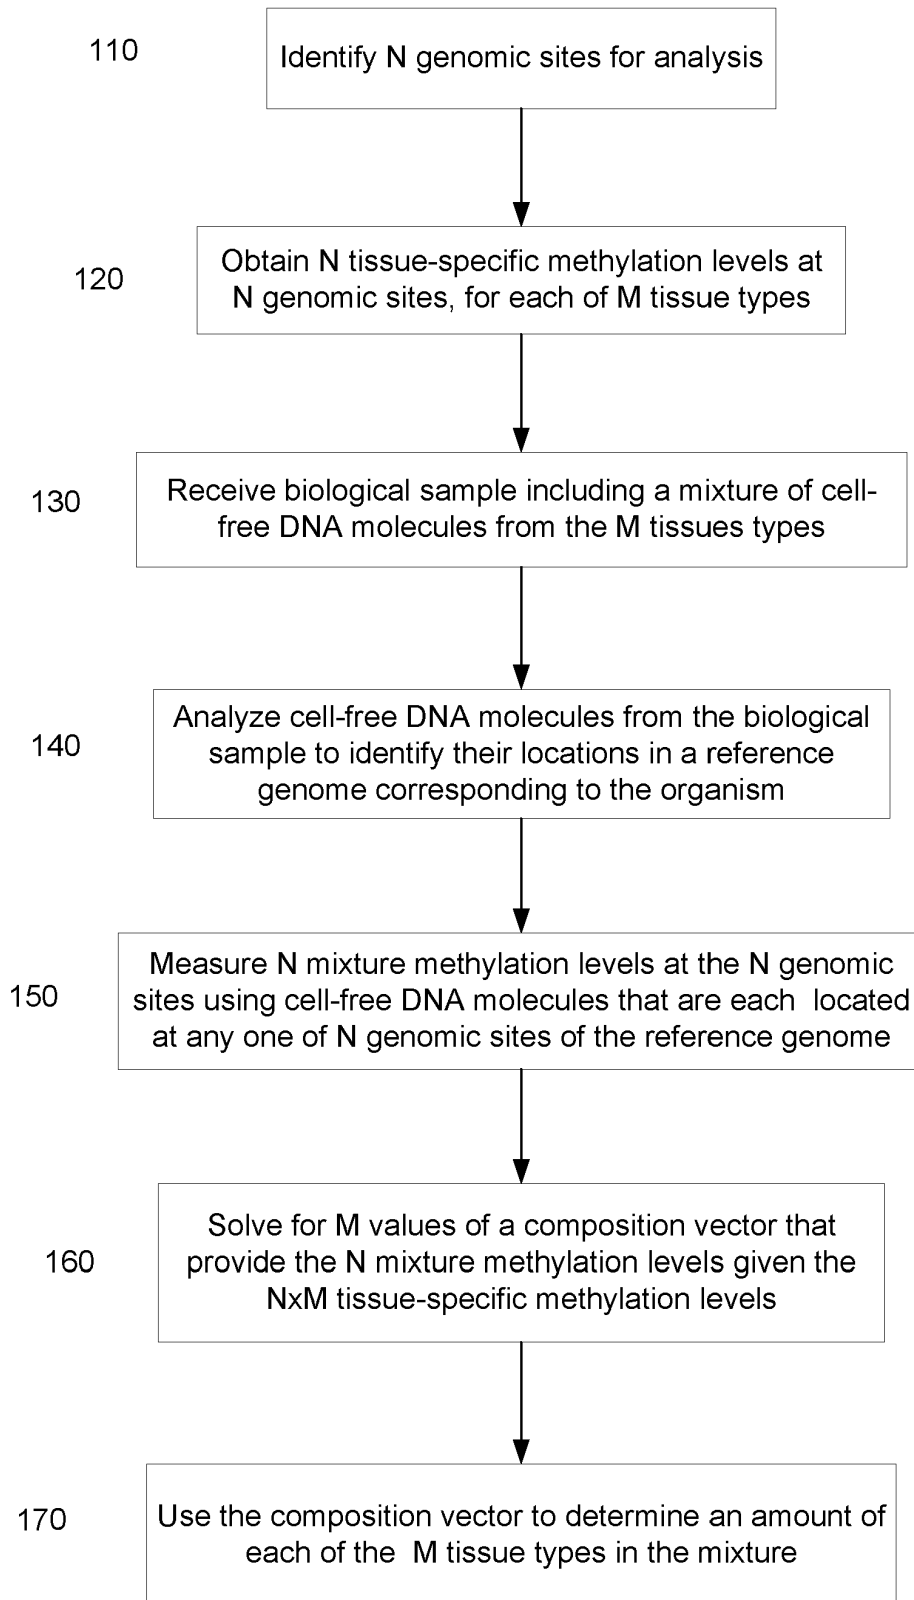 110
Identify N genomic sites for analysis
120
Obtain N tissue-specific methylation levels at
N genomic sites, for each of M tissue types
130
Receive biological sample including a mixture of cell-
free DNA molecules from the M tissues types
140
Analyze cell-free DNA molecules from the biological
sample to identify their locations in a reference
genome corresponding to the organism
150
Measure N mixture methylation levels at the N genomic
sites using cell-free DNA molecules that are each located
at any one of N genomic sites of the reference genome
160
Solve for M values of a composition vector that
provide the N mixture methylation levels given the
NxM tissue-specific methylation levels
170
Use the composition vector to determine an amount of
each of the M tissue types in the mixture